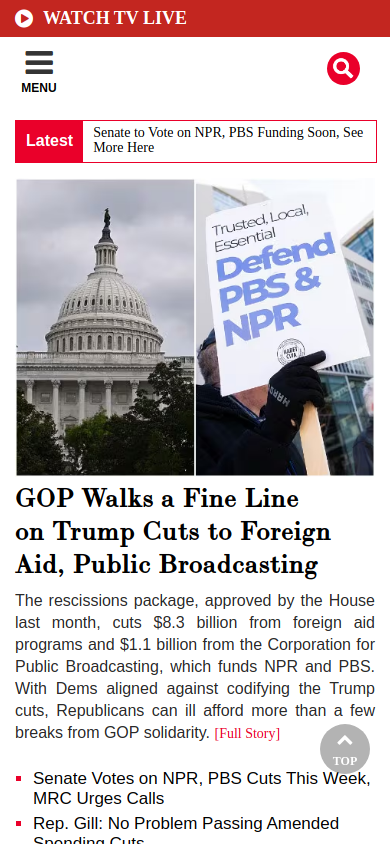 WATCH TV LIVE
MENU
Latest
Senate to Vote on NPR, PBS Funding Soon, See
More Here
Trusted, Local,
Essential
Defend
PBS &
NPR
GOP Walks a Fine Line
on Trump Cuts to Foreign
Aid, Public Broadcasting
The rescissions package, approved by the House
last month, cuts $8.3 billion from foreign aid
programs and $1.1 billion from the Corporation for
Public Broadcasting, which funds NPR and PBS.
With Dems aligned against codifying the Trump
cuts, Republicans can ill afford more than a few
breaks from GOP solidarity. [Full Story]
TOP
Senate Votes on NPR, PBS Cuts This Week,
MRC Urges Calls
Rep. Gill: No Problem Passing Amended
Spending Cuts